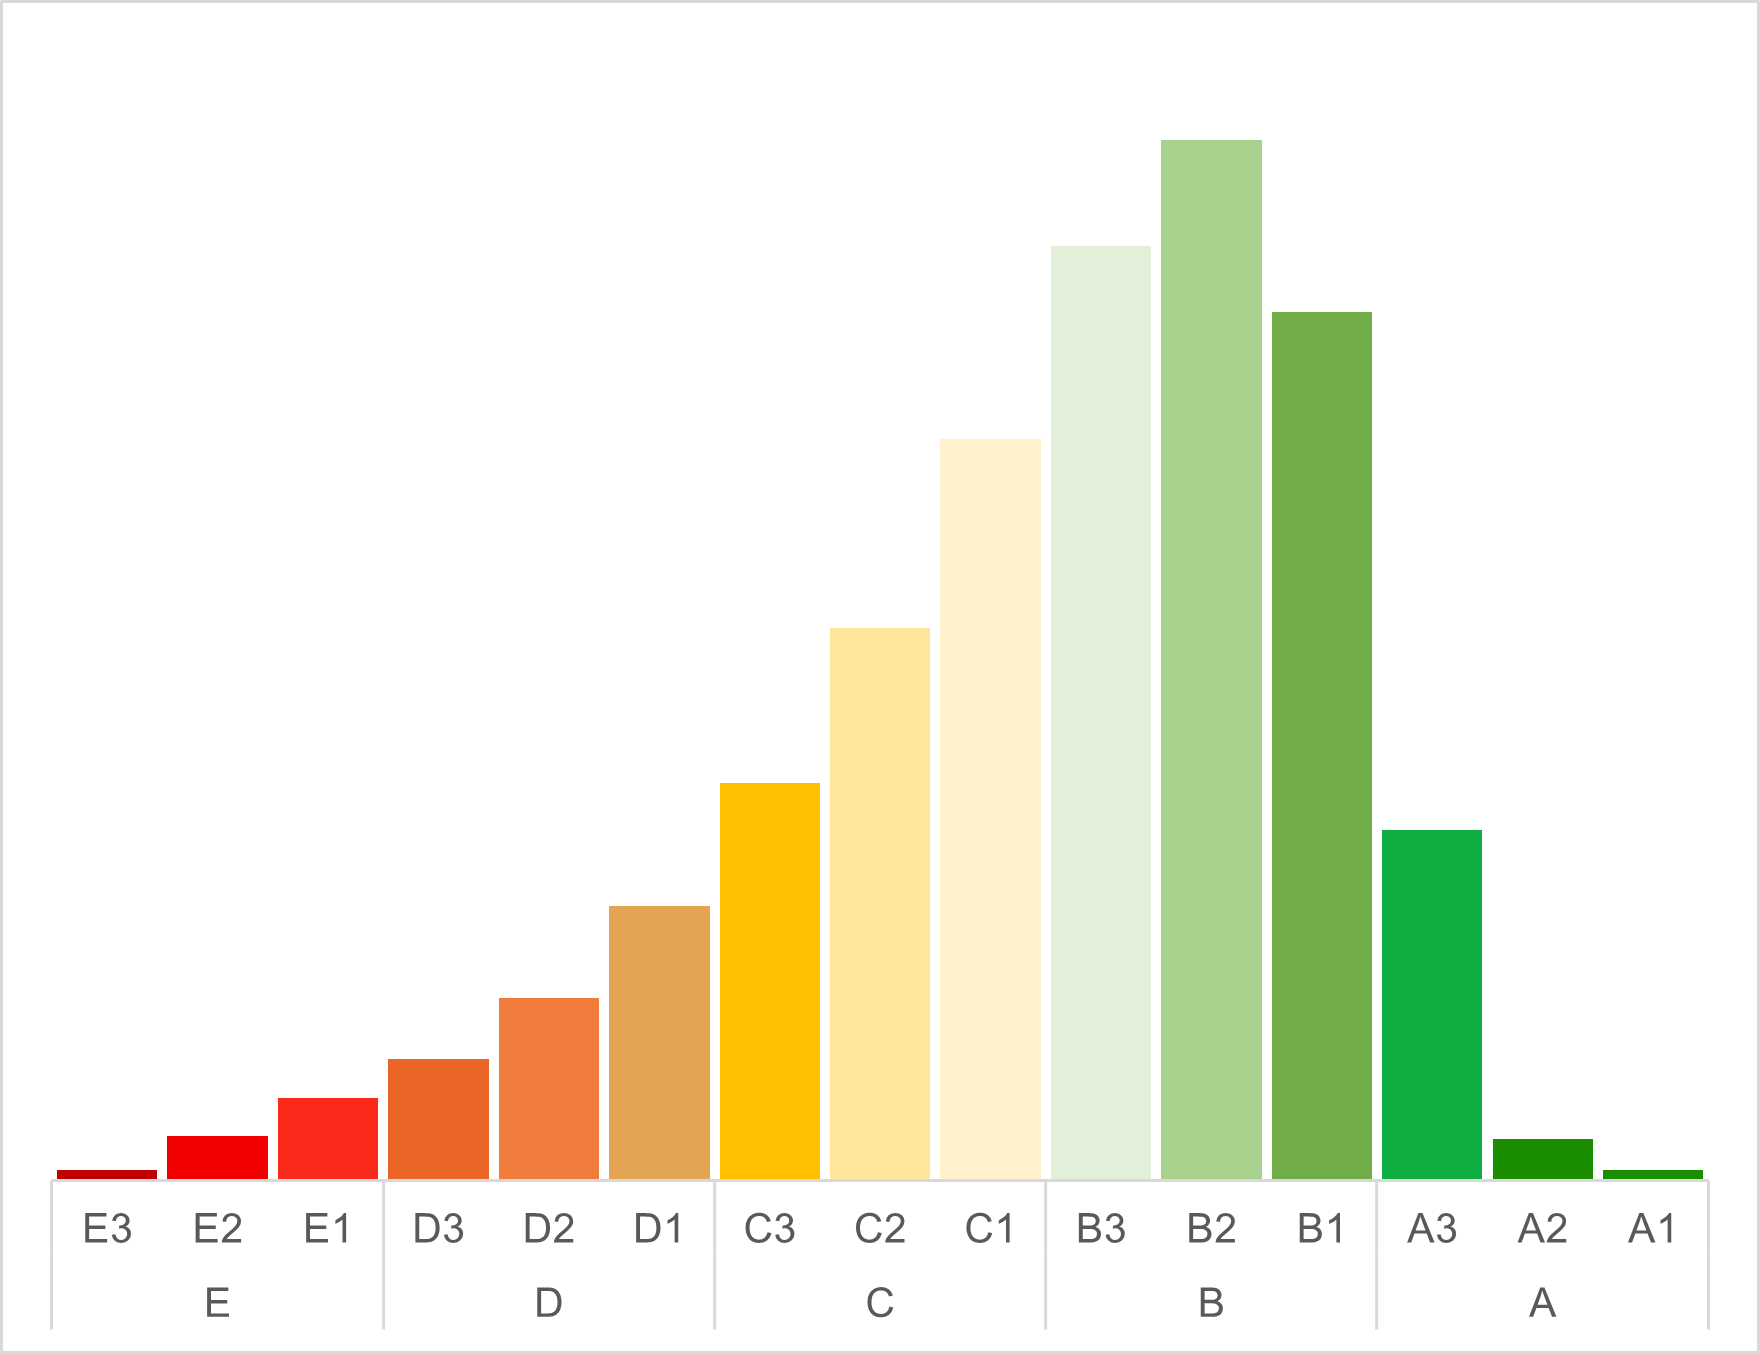 E3 E2 E1 D3 D2 D1 C3 C2 C1 B3 B2 B1 A3 A2 A1
E D C B A